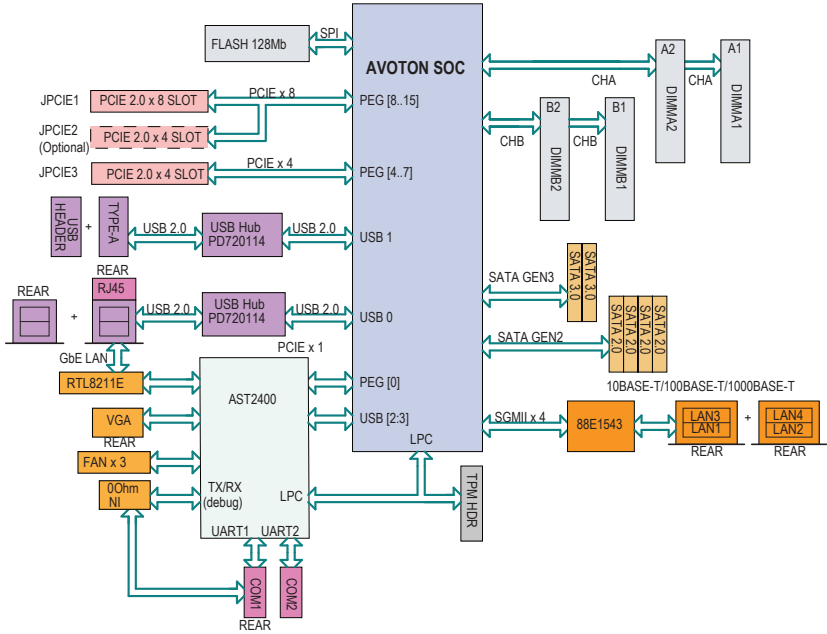 FLASH 128Mb
SPI
AVOTON SOC
A2
A1
CHA
CHA
DIMMA2
DIMMA1
JPCIE1
PCIE 2.0 x 8 SLOT
PCIE x 8
PEG [8..15]
JPCIE2
(Optional)
PCIE 2.0 x 4 SLOT
B2
B1
CHB
CHB
DIMMB2
DIMMB1
JPCIE3
PCIE 2.0 x 4 SLOT
PCIE x 4
PEG [4..7]
USB
HEADER
+
TYPE-A
USB 2.0
USB Hub
PD720114
USB 2.0
USB 1
REAR
SATA GEN3
SATA 3.0
SATA 3.0
REAR
+
RJ45
USB 2.0
USB Hub
PD720114
USB 2.0
USB 0
SATA GEN2
SATA 2.0
SATA 2.0
SATA 2.0
SATA 2.0
GbE LAN
PCIE x 1
RTL8211E
AST2400
PEG [0]
10BASE-T/100BASE-T/1000BASE-T
VGA
REAR
USB [2:3]
SGMII x 4
88E1543
LAN3
LAN1
REAR
+
LAN4
LAN2
REAR
LPC
FAN x 3
0Ohm
NI
TX/RX
(debug)
LPC
TPM HDR
UART1
UART2
COM1
REAR
COM2